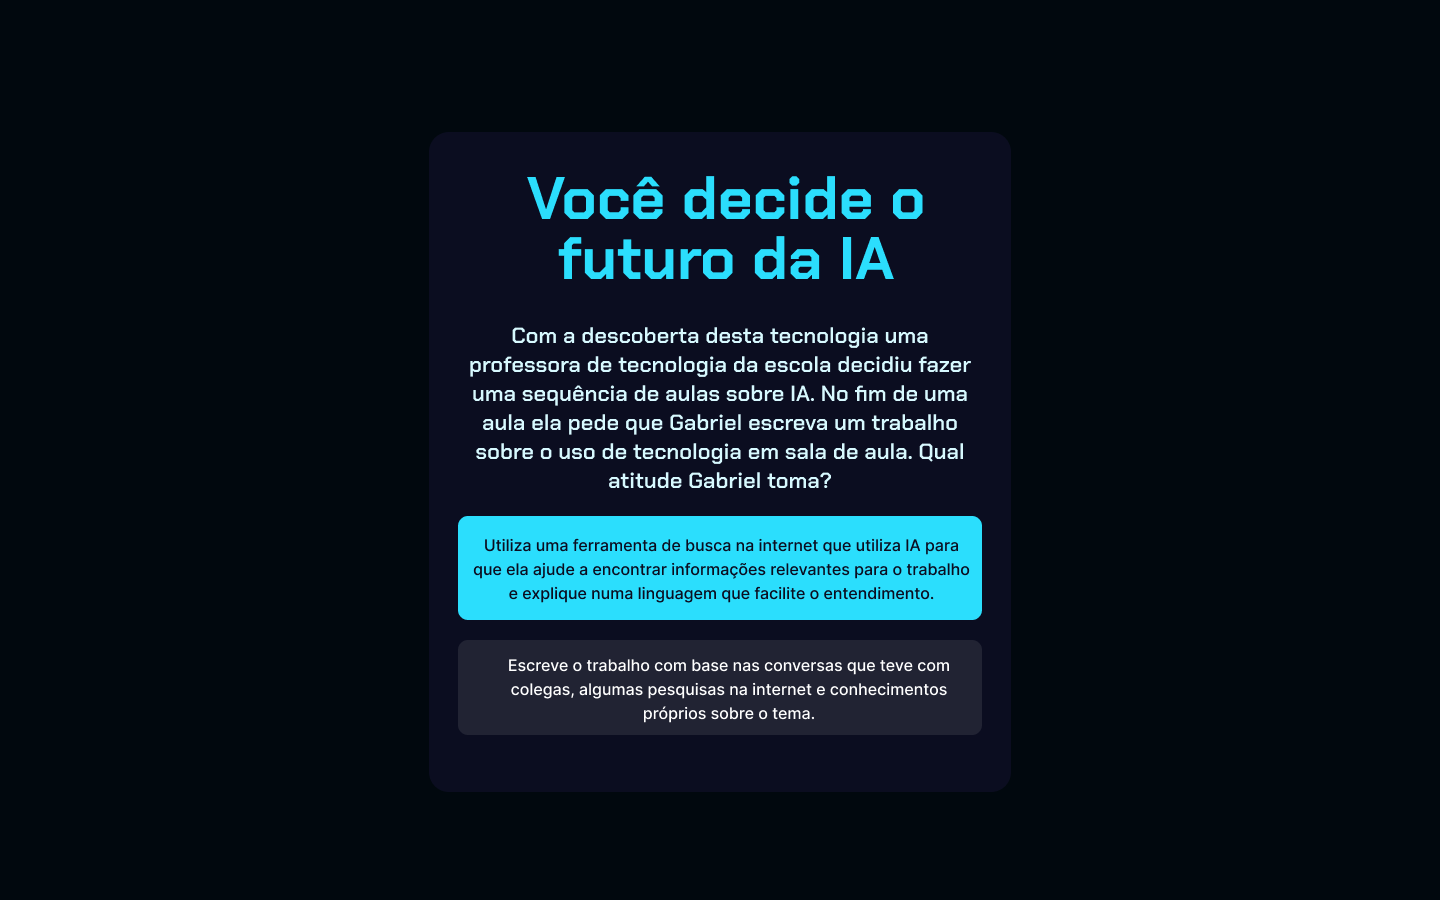 Você decide o
futuro da IA
Com a descoberta desta tecnologia uma
professora de tecnologia da escola decidiu fazer
uma sequência de aulas sobre IA. No fim de uma
aula ela pede que Gabriel escreva um trabalho
sobre o uso de tecnologia em sala de aula. Qual
atitude Gabriel toma?
Utiliza uma ferramenta de busca na internet que utiliza IA para
que ela ajude a encontrar informações relevantes para o trabalho
e explique numa linguagem que facilite o entendimento.
Escreve o trabalho com base nas conversas que teve com
colegas, algumas pesquisas na internet e conhecimentos
próprios sobre o tema.